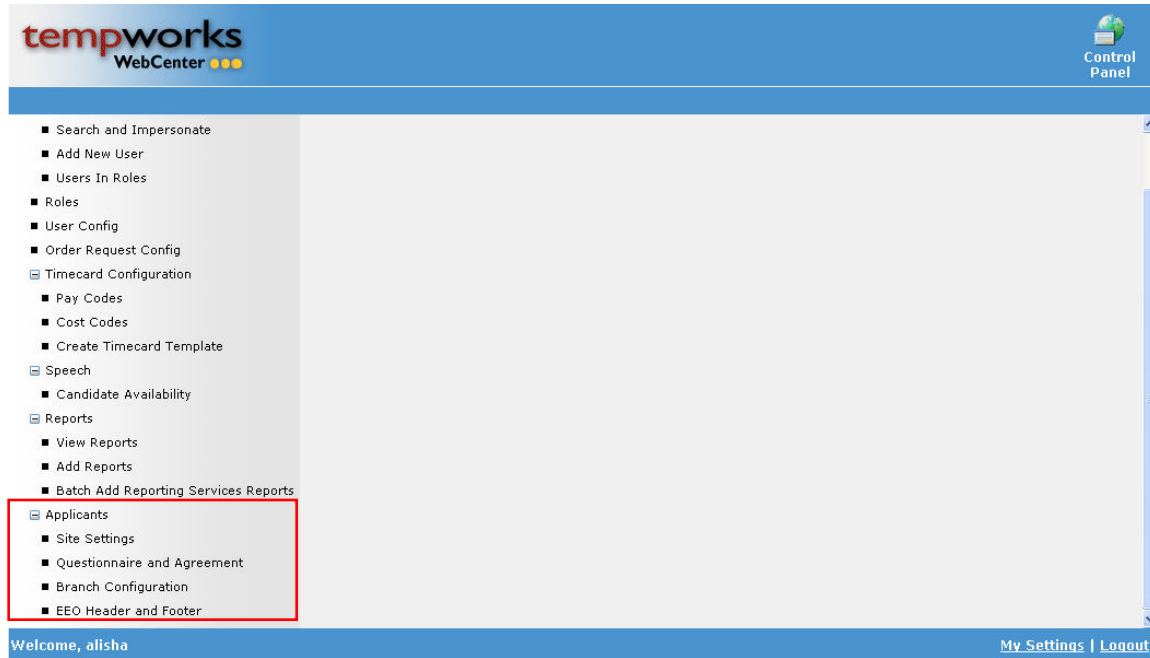 tempworks
WebCenter
Control
Panel
Search and Impersonate
Add New User
Users In Roles
Roles
User Config
Order Request Config
Timecard Configuration
Pay Codes
Cost Codes
Create Timecard Template
Speech
Candidate Availability
Reports
View Reports
Add Reports
Batch Add Reporting Services Reports
Applicants
Site Settings
Questionnaire and Agreement
Branch Configuration
EEO Header and Footer
Welcome, alisha
My Settings | Logout